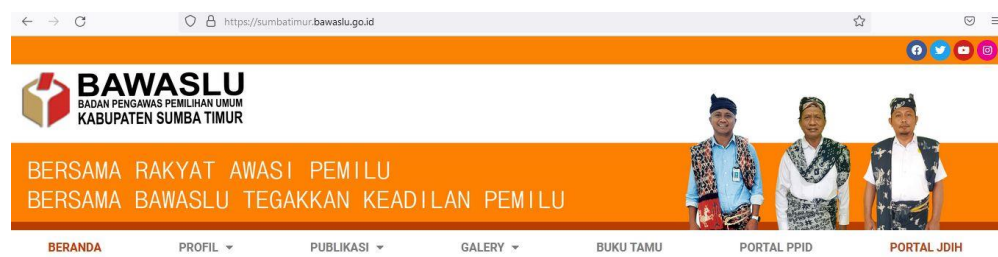 https://sumbatimur.bawaslu.go.id
BAWASLU
BADAN PENGAWAS PEMILIHAN UMUM
KABUPATEN SUMBA TIMUR
BERSAMA RAKYAT AWASI PEMILU
BERSAMA BAWASLU TEGAKKAN KEADILAN PEMILU
BERANDA PROFIL PUBLIKASI GALERY BUKU TAMU PORTAL PPID PORTAL JDIH